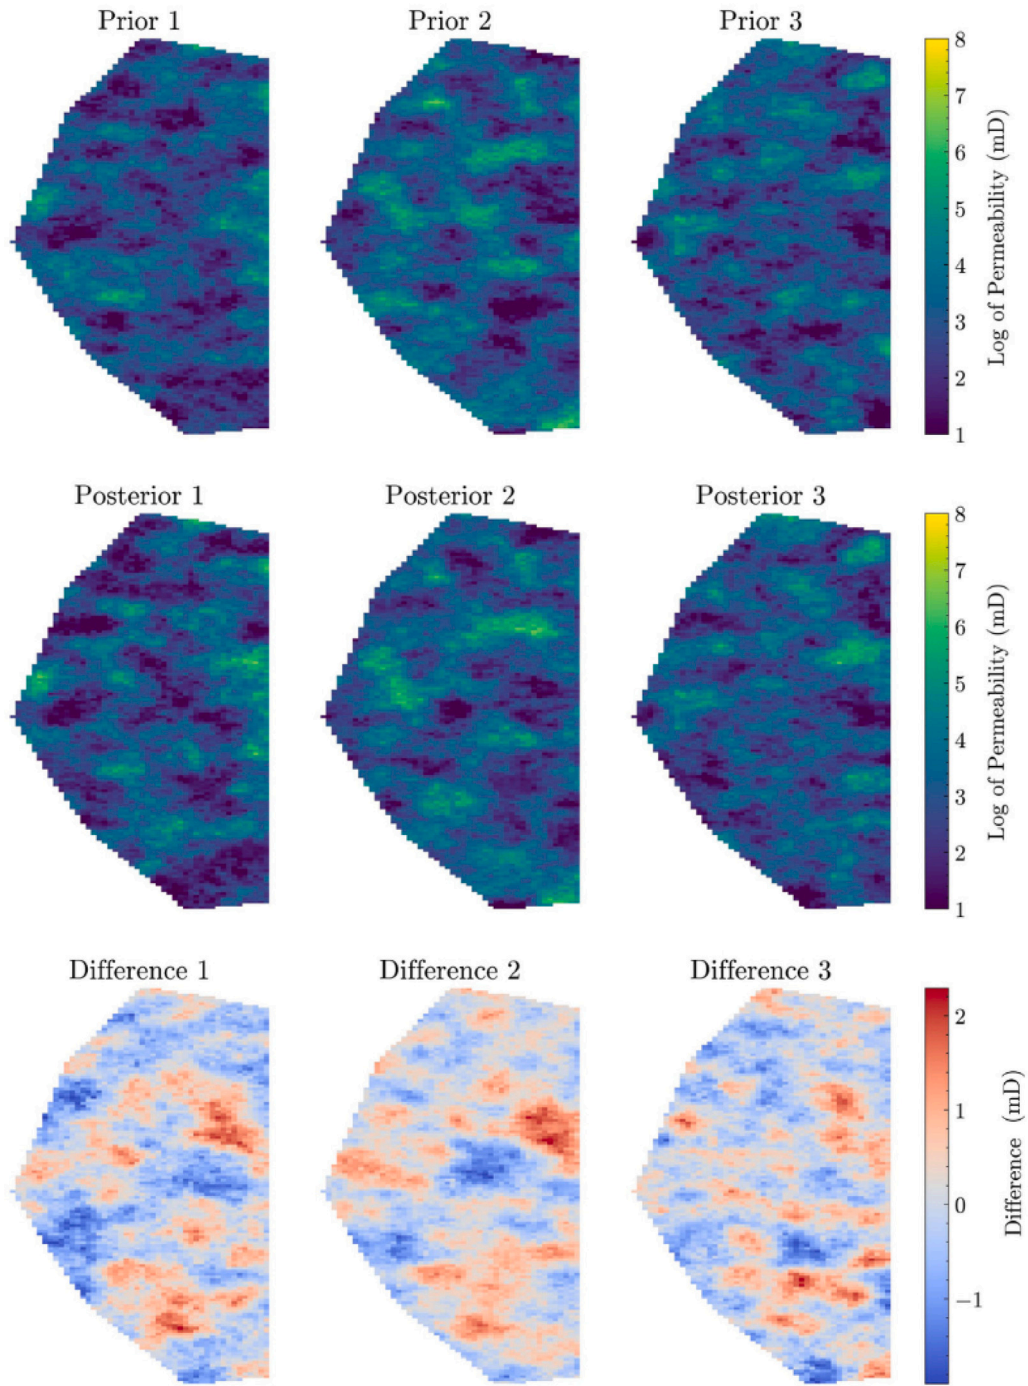 Prior 1
Prior 2
Prior 3
8
7
6
5
4
3
2
1
Log of Permeability (mD)
Posterior 1
Posterior 2
Posterior 3
8
7
6
5
4
3
2
1
Log of Permeability (mD)
Difference 1
Difference 2
Difference 3
2
1
0
−1
Difference (mD)